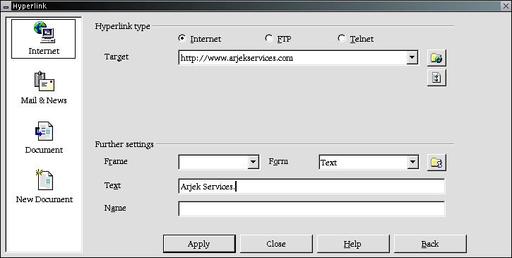 Hyperlink
Internet
Mail & News
Document
New Document
Hyperlink type
Internet FTP Telnet
Target http://www.arjekservices.com
Further settings
Frame Form Text
Text Arjek Services.
Name
Apply Close Help Back